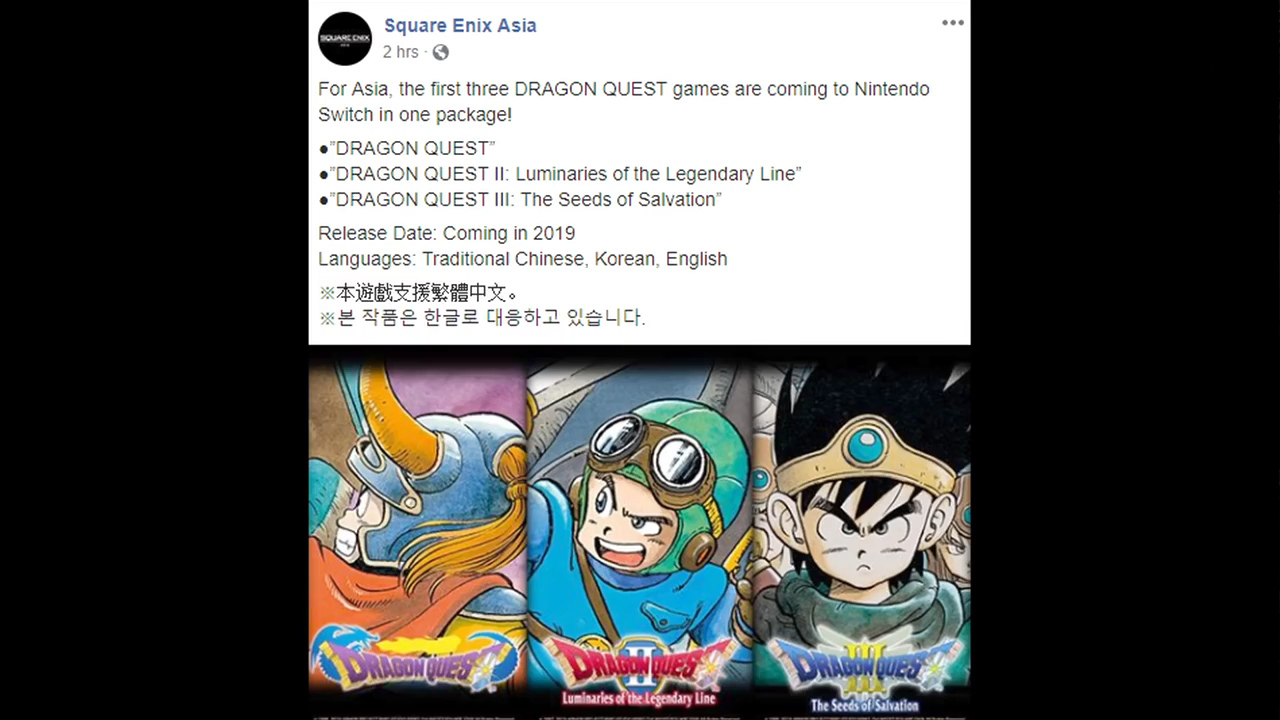 SQUARE ENIX
ASIA
Square Enix Asia
2 hrs ·
For Asia, the first three DRAGON QUEST games are coming to Nintendo
Switch in one package!
●”DRAGON QUEST”
●”DRAGON QUEST II: Luminaries of the Legendary Line”
●”DRAGON QUEST III: The Seeds of Salvation”
Release Date: Coming in 2019
Languages: Traditional Chinese, Korean, English
※本遊戲支援繁體中文。
※본 작품은 한글로 대응하고 있습니다.
DRAGON QUEST
DRAGON QUEST
II
Luminaries of the Legendary Line
DRAGON QUEST
III
The Seeds of Salvation